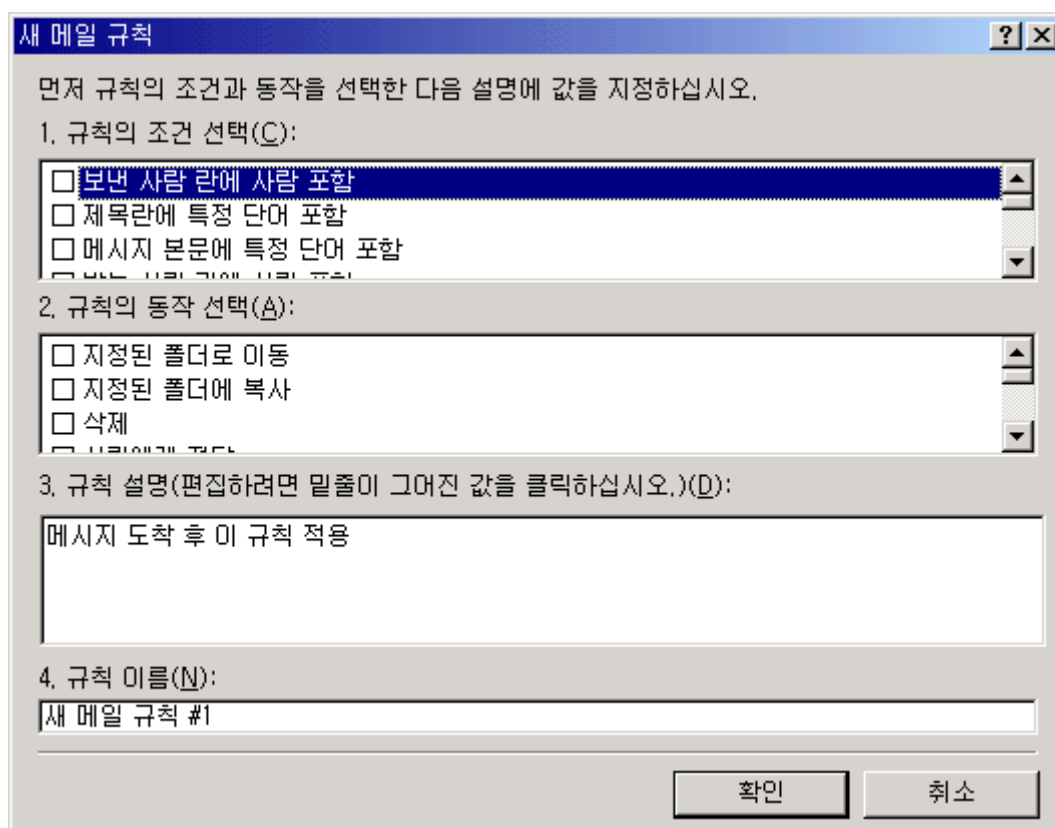 새 메일 규칙
먼저 규칙의 조건과 동작을 선택한 다음 설명에 값을 지정하십시오.
1. 규칙의 조건 선택(C):
보낸 사람 란에 사람 포함
제목란에 특정 단어 포함
메시지 본문에 특정 단어 포함
2. 규칙의 동작 선택(A):
지정된 폴더로 이동
지정된 폴더에 복사
삭제
3. 규칙 설명(편집하려면 밑줄이 그어진 값을 클릭하십시오.)(D):
메시지 도착 후 이 규칙 적용
4. 규칙 이름(N):
새 메일 규칙 #1
확인 취소